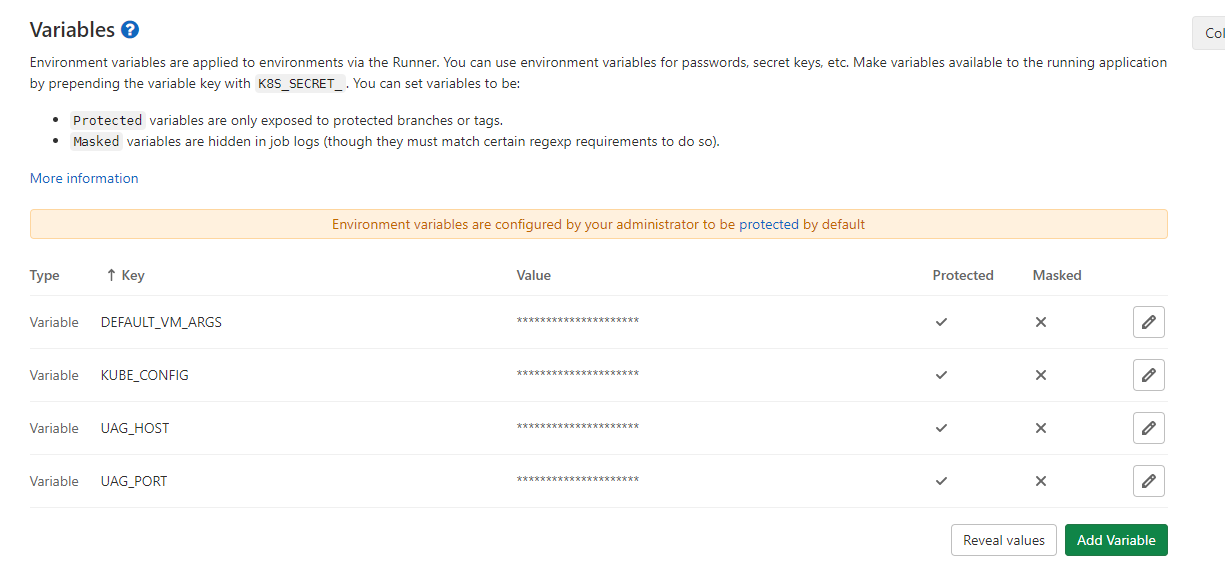 Variables
Col
Environment variables are applied to environments via the Runner. You can use environment variables for passwords, secret keys, etc. Make variables available to the running application
by prepending the variable key with K8S_SECRET_ . You can set variables to be:
Protected variables are only exposed to protected branches or tags.
Masked variables are hidden in job logs (though they must match certain regexp requirements to do so).
More information
Environment variables are configured by your administrator to be protected by default
Type ↑ Key Value Protected Masked
Variable DEFAULT_VM_ARGS *********************
Variable KUBE_CONFIG *********************
Variable UAG_HOST *********************
Variable UAG_PORT *********************
Reveal values Add Variable